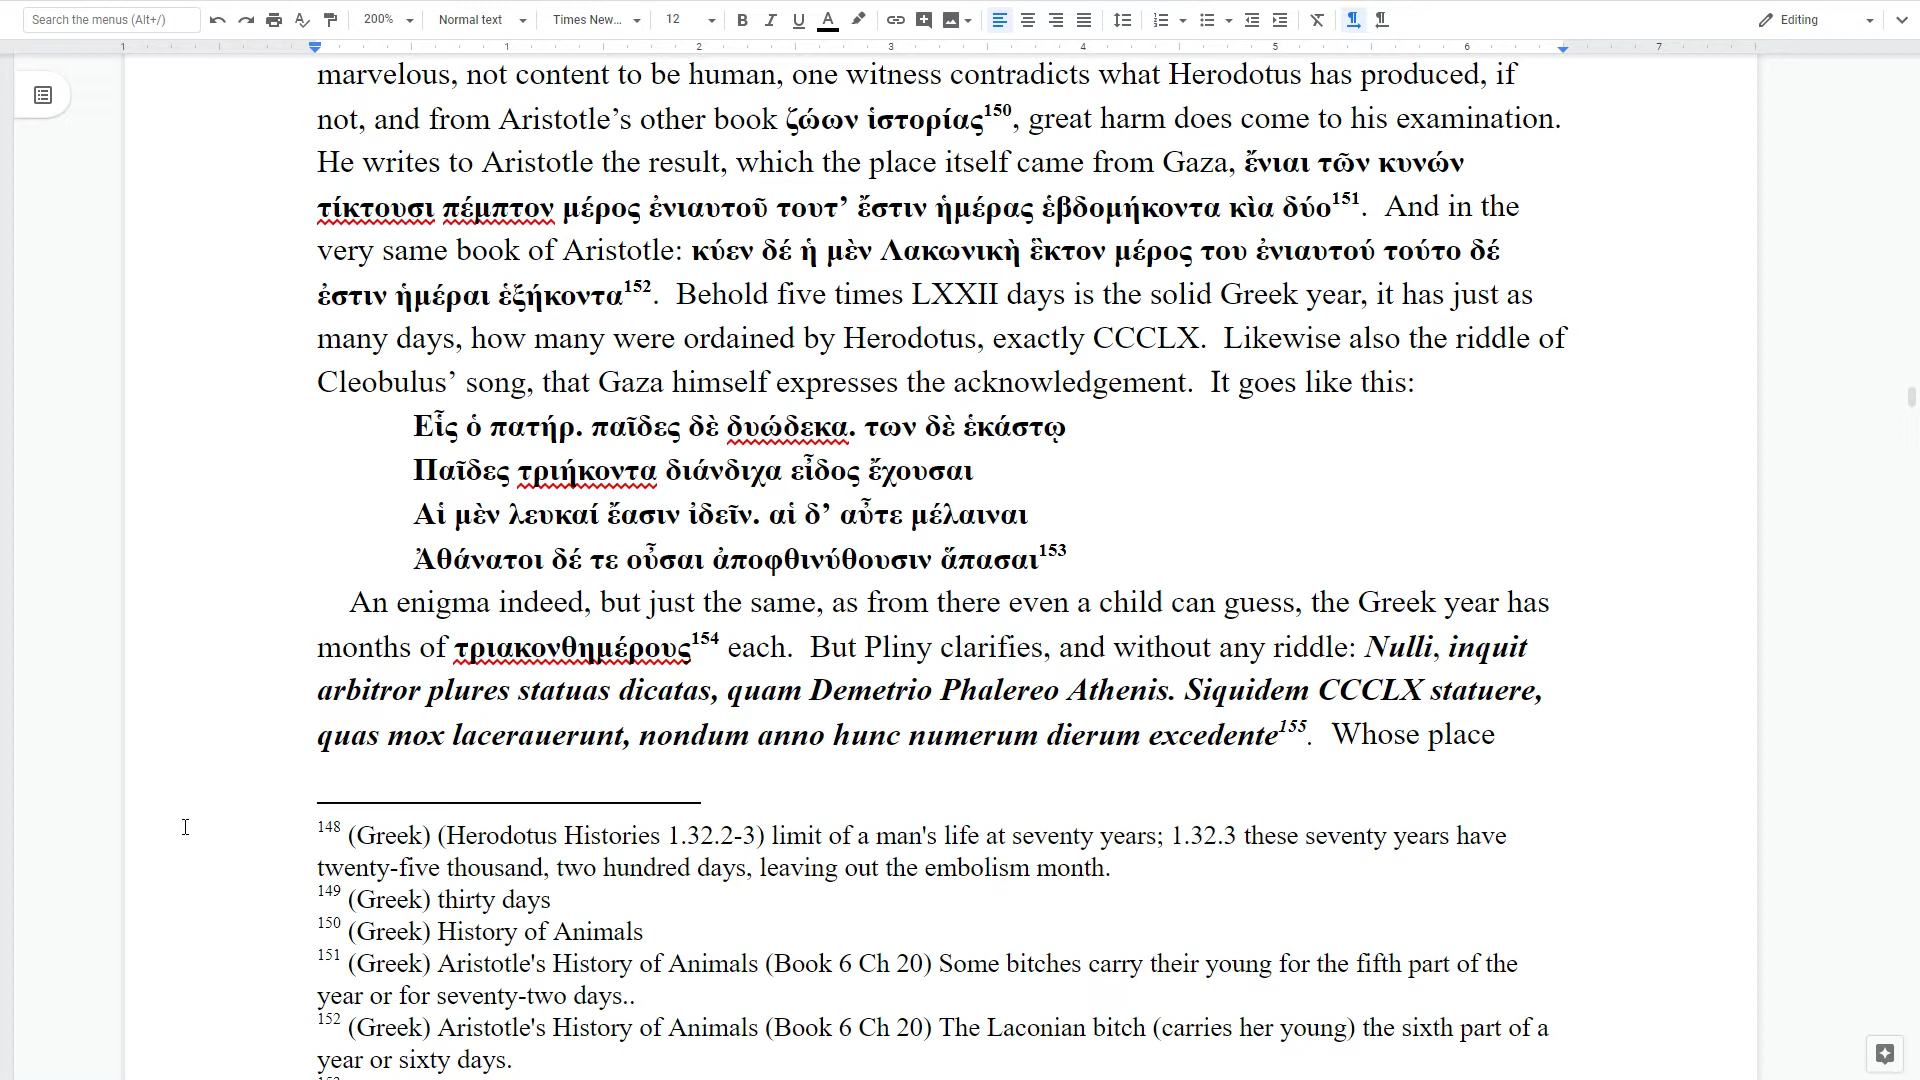 Search the menus (Alt+/) 200% Normal text Times New... 12 Editing
1 1 2 3 4 5 6 7
marvelous, not content to be human, one witness contradicts what Herodotus has produced, if
not, and from Aristotle’s other book ζώων ἱστορίας150, great harm does come to his examination.
He writes to Aristotle the result, which the place itself came from Gaza, ἔνιαι τῶν κυνών
τίκτουσι πέμπτον μέρος ἐνιαυτοῦ τουτ’ ἔστιν ἡμέρας ἑβδομήκοντα κὶα δύο151. And in the
very same book of Aristotle: κύεν δέ ἡ μὲν Λακωνικὴ ἓκτον μέρος του ἐνιαυτού τούτο δέ
ἐστιν ἡμέραι ἑξήκοντα152. Behold five times LXXII days is the solid Greek year, it has just as
many days, how many were ordained by Herodotus, exactly CCCLX. Likewise also the riddle of
Cleobulus’ song, that Gaza himself expresses the acknowledgement. It goes like this:
Εἷς ὁ πατήρ. παῖδες δὲ δυώδεκα. των δὲ ἑκάστῳ
Παῖδες τριήκοντα διάνδιχα εἶδος ἔχουσαι
Αἱ μὲν λευκαί ἔασιν ἰδεῖν. αἱ δ’ αὖτε μέλαιναι
Ἀθάνατοι δέ τε οὖσαι ἀποφθινύθουσιν ἅπασαι153
An enigma indeed, but just the same, as from there even a child can guess, the Greek year has
months of τριακονθημέρους154 each. But Pliny clarifies, and without any riddle: Nulli, inquit
arbitror plures statuas dicatas, quam Demetrio Phalereo Athenis. Siquidem CCCLX statuere,
quas mox lacerauerunt, nondum anno hunc numerum dierum excedente155. Whose place
148 (Greek) (Herodotus Histories 1.32.2-3) limit of a man's life at seventy years; 1.32.3 these seventy years have
twenty-five thousand, two hundred days, leaving out the embolism month.
149 (Greek) thirty days
150 (Greek) History of Animals
151 (Greek) Aristotle's History of Animals (Book 6 Ch 20) Some bitches carry their young for the fifth part of the
year or for seventy-two days..
152 (Greek) Aristotle's History of Animals (Book 6 Ch 20) The Laconian bitch (carries her young) the sixth part of a
year or sixty days.